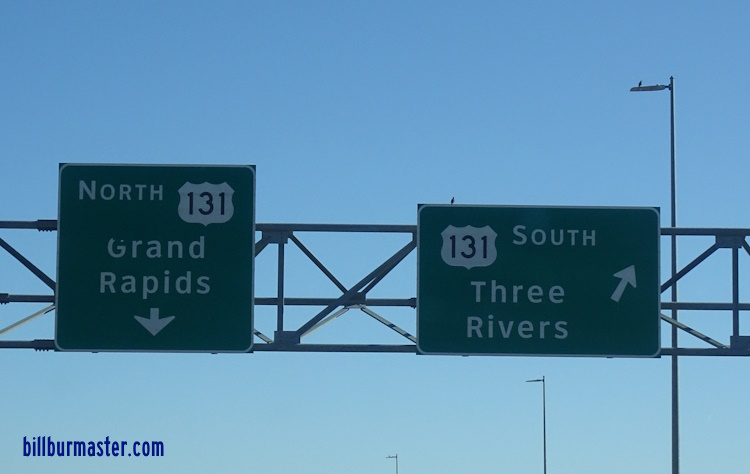 NORTH 131
Grand
Rapids
131 SOUTH
Three
Rivers
billburmaster.com